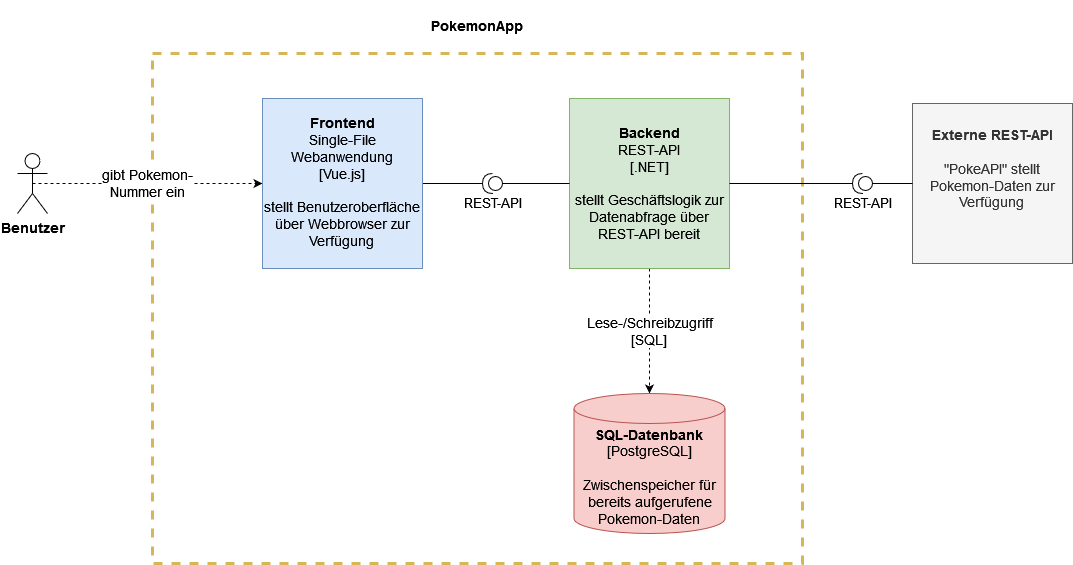 PokemonApp
Benutzer
gibt Pokemon-
Nummer ein
Frontend
Single-File
Webanwendung
[Vue.js]
stellt Benutzeroberfläche
über Webbrowser zur
Verfügung
REST-API
Backend
REST-API
[.NET]
stellt Geschäftslogik zur
Datenabfrage über
REST-API bereit
REST-API
Externe REST-API
"PokeAPI" stellt
Pokemon-Daten zur
Verfügung
Lese-/Schreibzugriff
[SQL]
SQL-Datenbank
[PostgreSQL]
Zwischenspeicher für
bereits aufgerufene
Pokemon-Daten